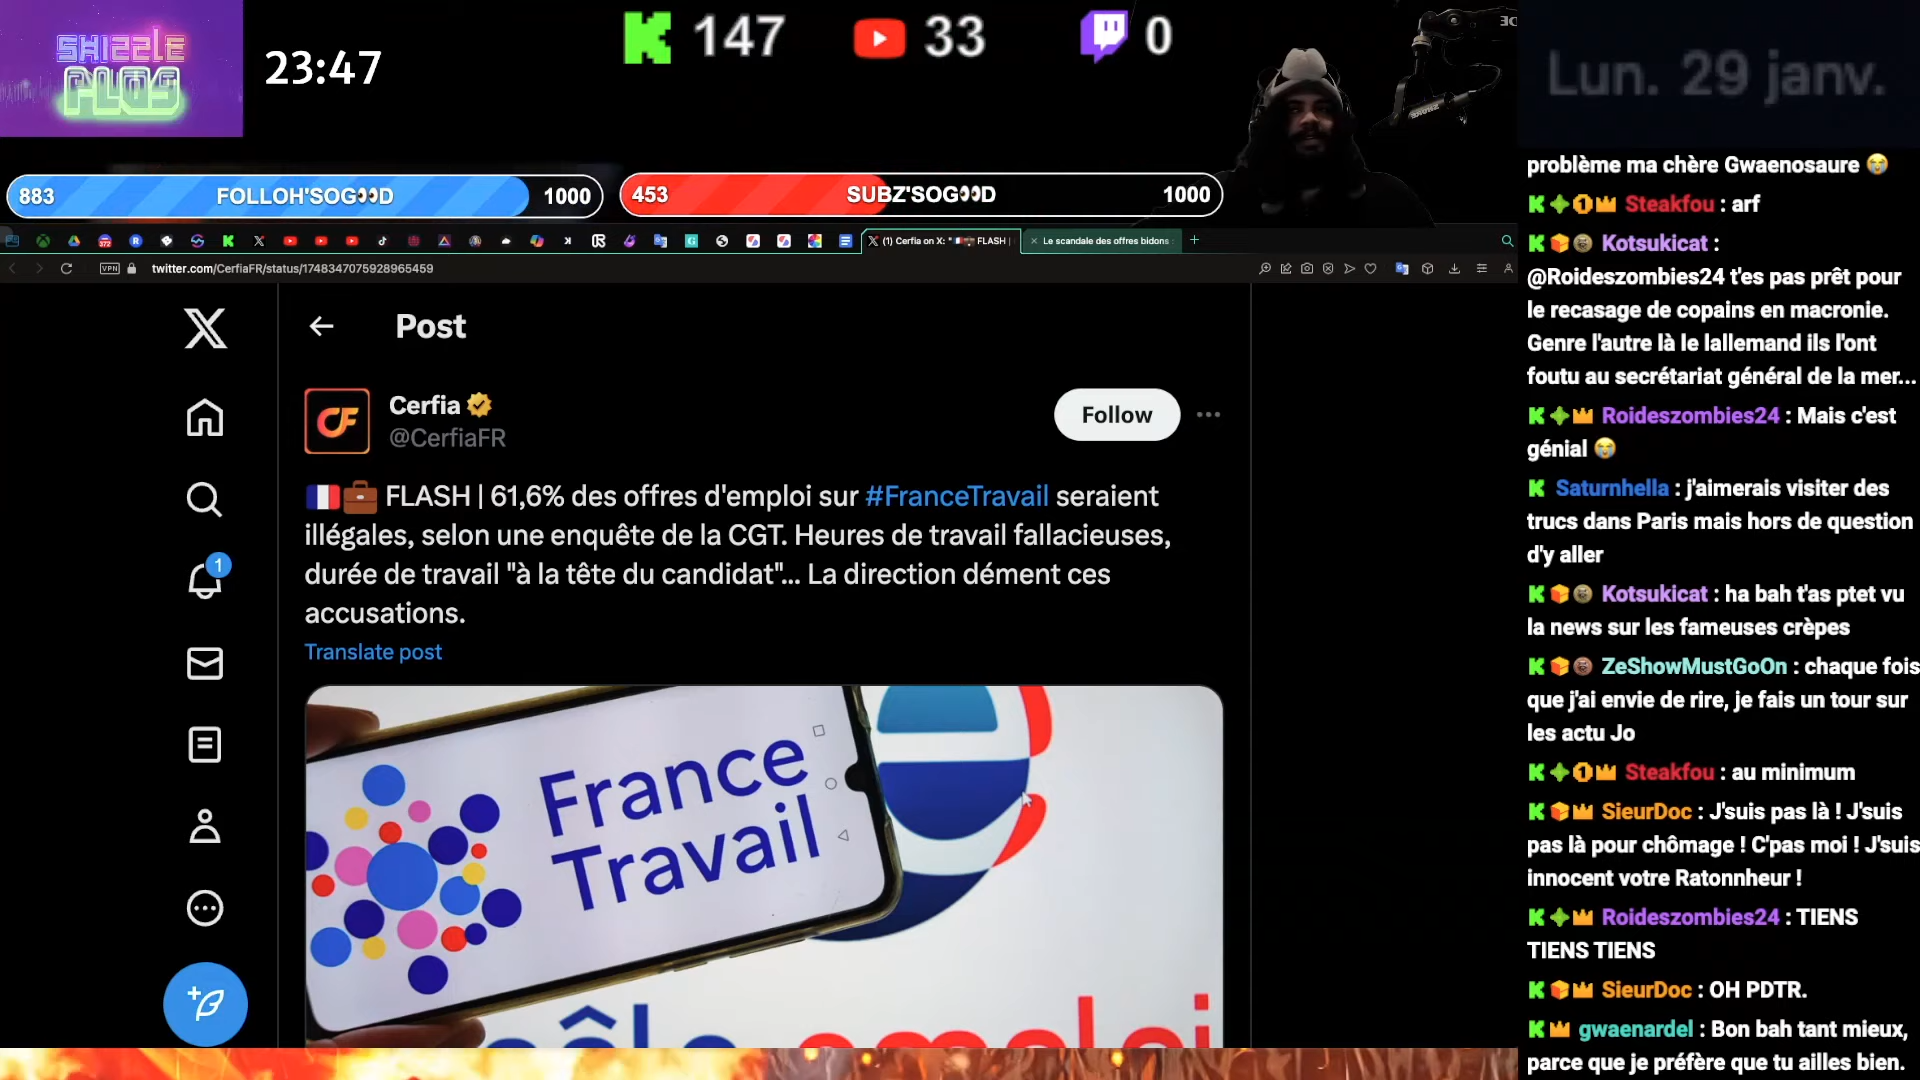 SHIZZLE
PLOS
23:47
147
33
0
Lun. 29 janv.
883 FOLLOH'SOG👀D 1000
453 SUBZ'SOG👀D 1000
(1) Cerfia on X: "🇫🇷💼 FLASH |
Le scandale des offres bidons
VPN
twitter.com/CerfiaFR/status/1748347075928965459
Post
Cerfia
@CerfiaFR
Follow
🇫🇷💼 FLASH | 61,6% des offres d'emploi sur #FranceTravail seraient
illégales, selon une enquête de la CGT. Heures de travail fallacieuses,
durée de travail "à la tête du candidat"... La direction dément ces
accusations.
Translate post
1
France
Travail
pôle emploi
problème ma chère Gwaenosaure 😭
Steakfou : arf
Kotsukicat :
@Roideszombies24 t'es pas prêt pour
le recasage de copains en macronie.
Genre l'autre là le lallemand ils l'ont
foutu au secrétariat général de la mer...
Roideszombies24 : Mais c'est
génial 😭
Saturnhella : j'aimerais visiter des
trucs dans Paris mais hors de question
d'y aller
Kotsukicat : ha bah t'as ptet vu
la news sur les fameuses crèpes
ZeShowMustGoOn : chaque fois
que j'ai envie de rire, je fais un tour sur
les actu Jo
Steakfou : au minimum
SieurDoc : J'suis pas là ! J'suis
pas là pour chômage ! C'pas moi ! J'suis
innocent votre Ratonnheur !
Roideszombies24 : TIENS
TIENS TIENS
SieurDoc : OH PDTR.
gwaenardel : Bon bah tant mieux,
parce que je préfère que tu ailles bien.